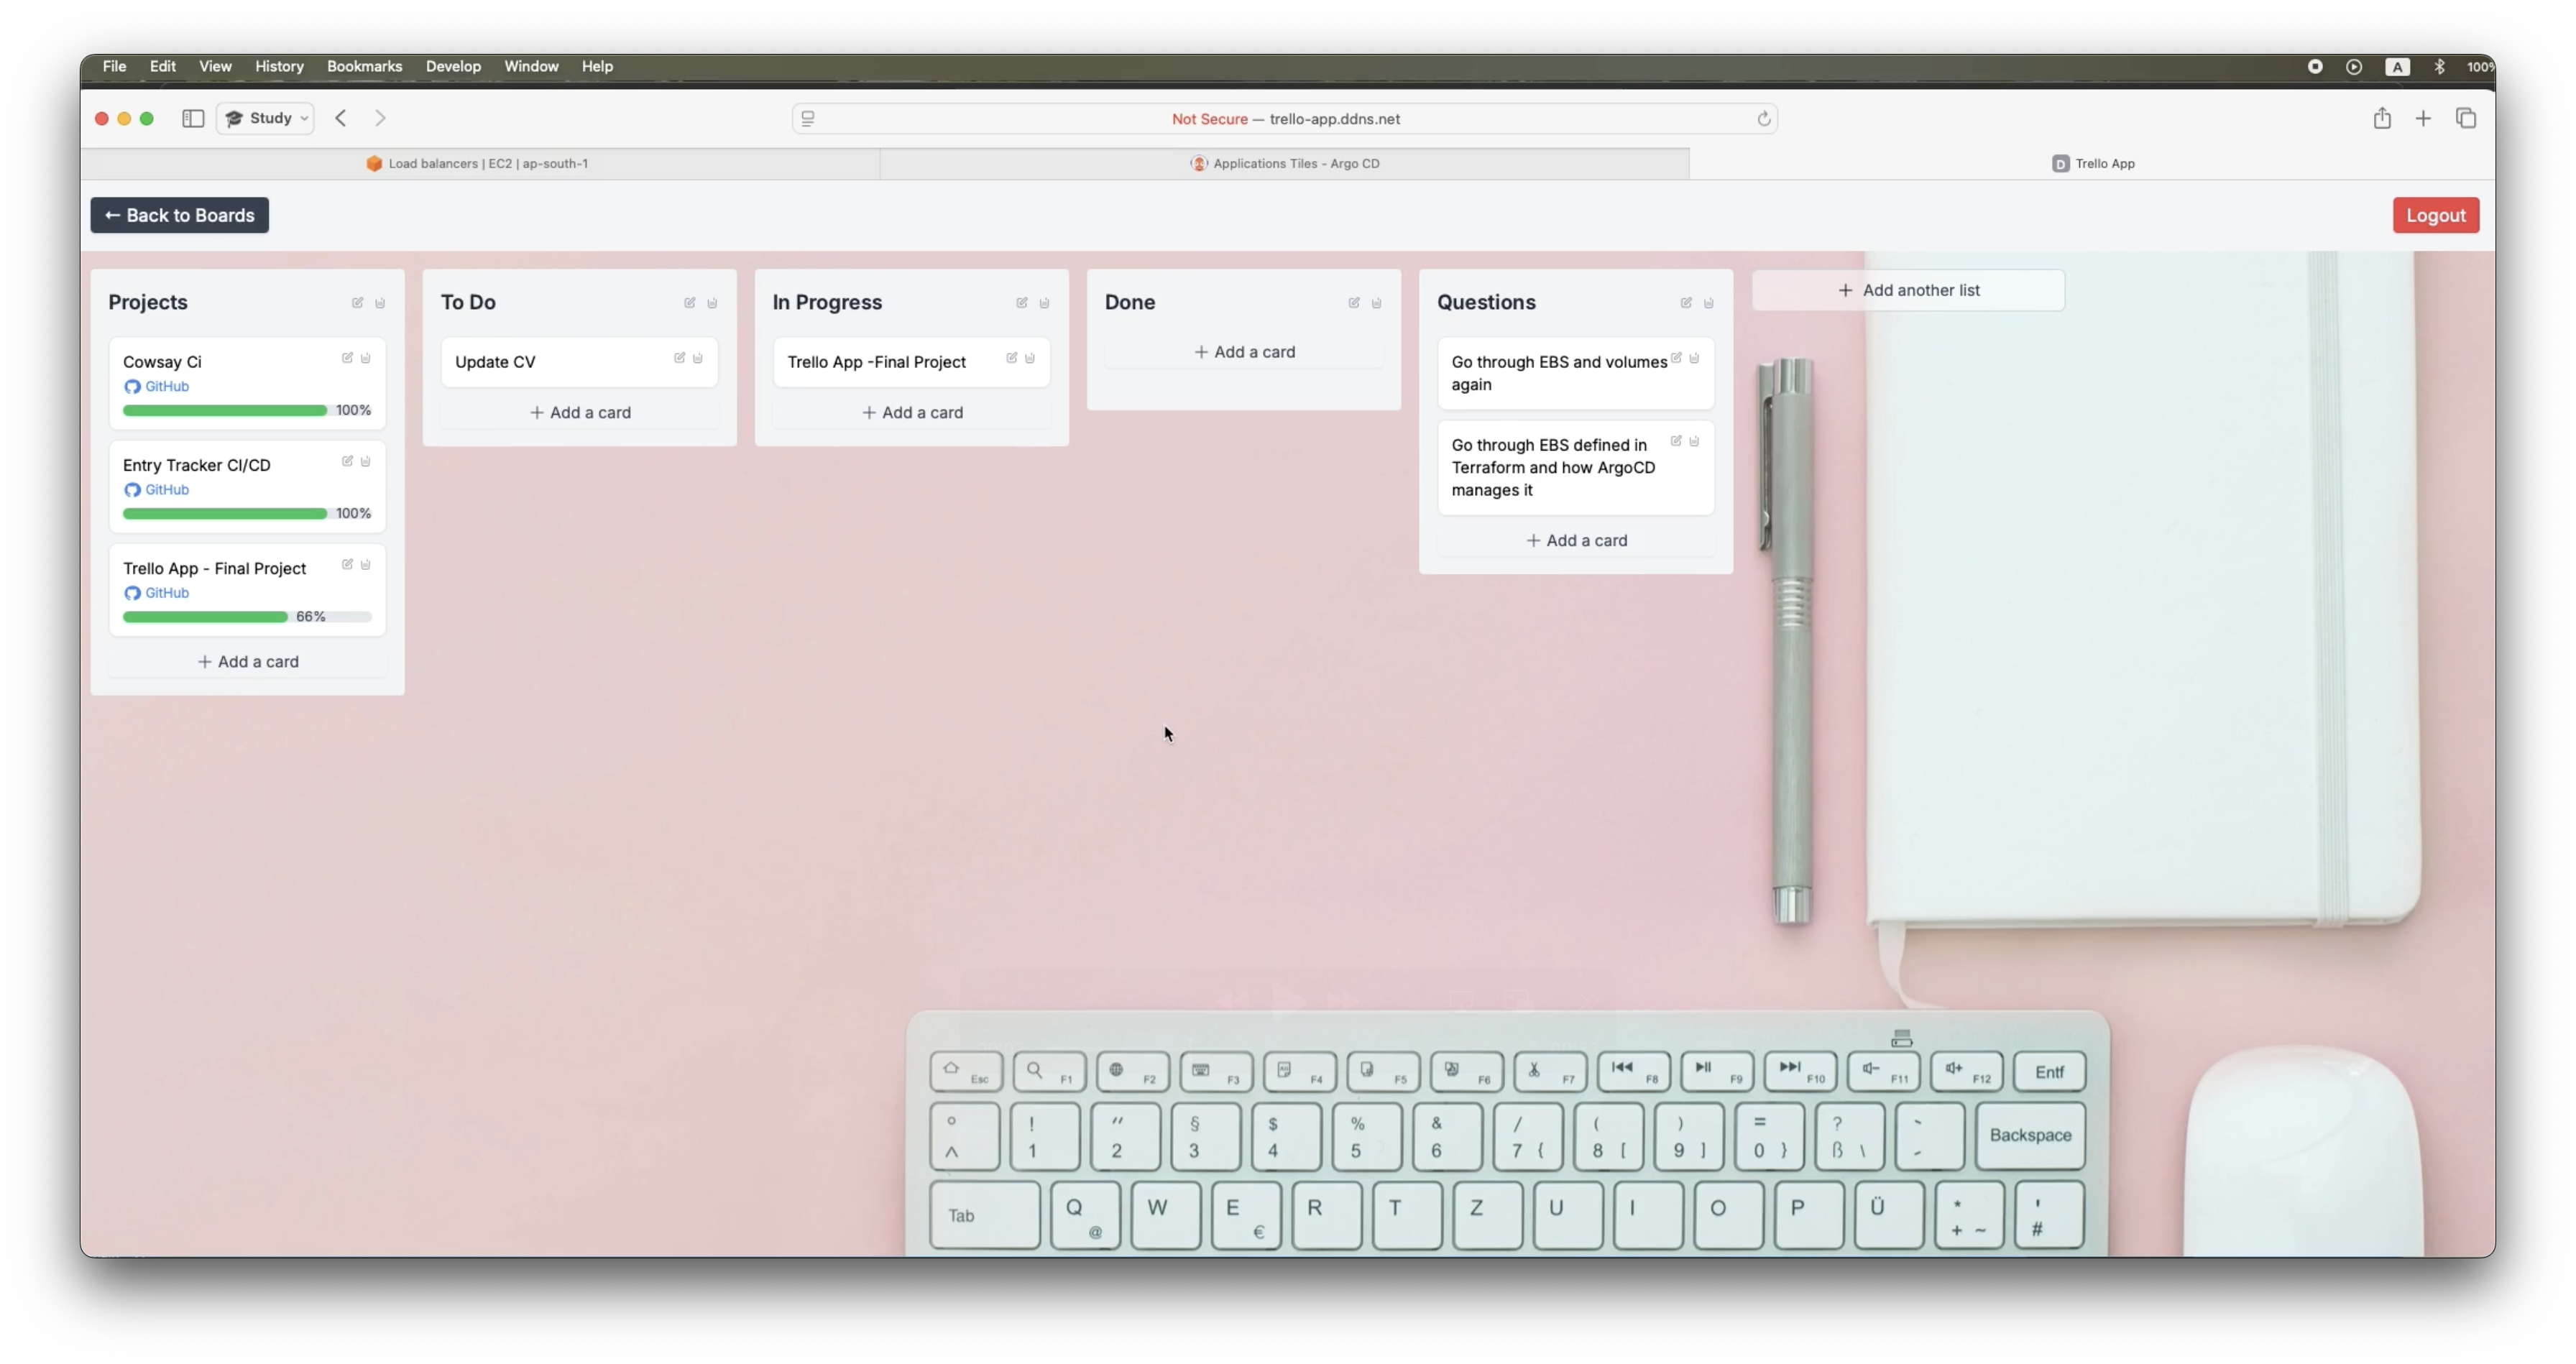 File Edit View History Bookmarks Develop Window Help A 100%
Study Not Secure — trello-app.ddns.net
Load balancers | EC2 | ap-south-1 Applications Tiles - Argo CD D Trello App
← Back to Boards Logout
Projects
Cowsay Ci
GitHub
100%
Entry Tracker CI/CD
GitHub
100%
Trello App - Final Project
GitHub
66%
+ Add a card
To Do
Update CV
+ Add a card
In Progress
Trello App -Final Project
+ Add a card
Done
+ Add a card
Questions
Go through EBS and volumes
again
Go through EBS defined in
Terraform and how ArgoCD
manages it
+ Add a card
+ Add another list
Esc F1 F2 F3 F4 F5 F6 F7 F8 F9 F10 F11 F12 Entf
° ! " § $ % & / ( ) = ? `
^ 1 2 3 4 5 6 7 { 8 [ 9 ] 0 } ß \ ´ Backspace
Tab Q W E R T Z U I O P Ü * '
@ € + ~ #